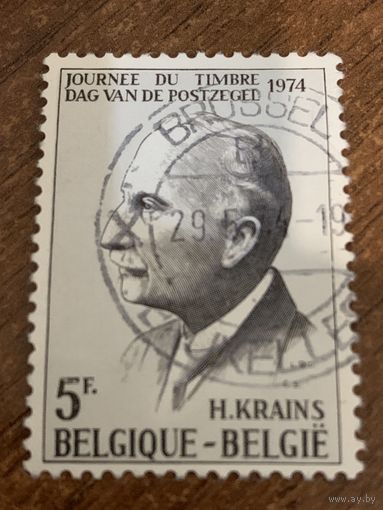 JOURNEE DU TIMBRE 1974
DAG VAN DE POSTZEGEL
BRUSSEL
29
5F.
H.KRAINS
BELGIQUE-BELGIË
www.ay.by